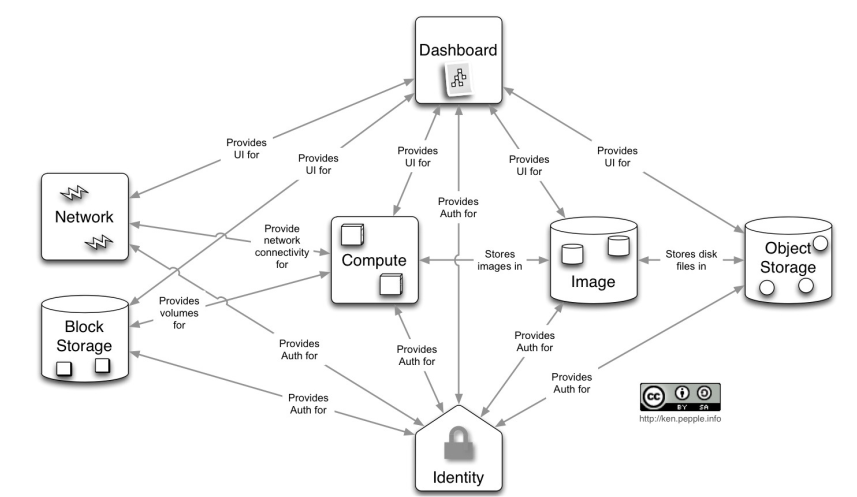 Dashboard
Provides
UI for
Provides
UI for
Provides
UI for
Provides
UI for
Provides
UI for
Provides
Auth for
Network
Provide
network
connectivity
for
Compute
Stores
images in
Image
Stores disk
files in
Object
Storage
Block
Storage
Provides
volumes
for
Provides
Auth for
Provides
Auth for
Provides
Auth for
Provides
Auth for
Provides
Auth for
Identity
cc
BY SA
http://ken.pepple.info